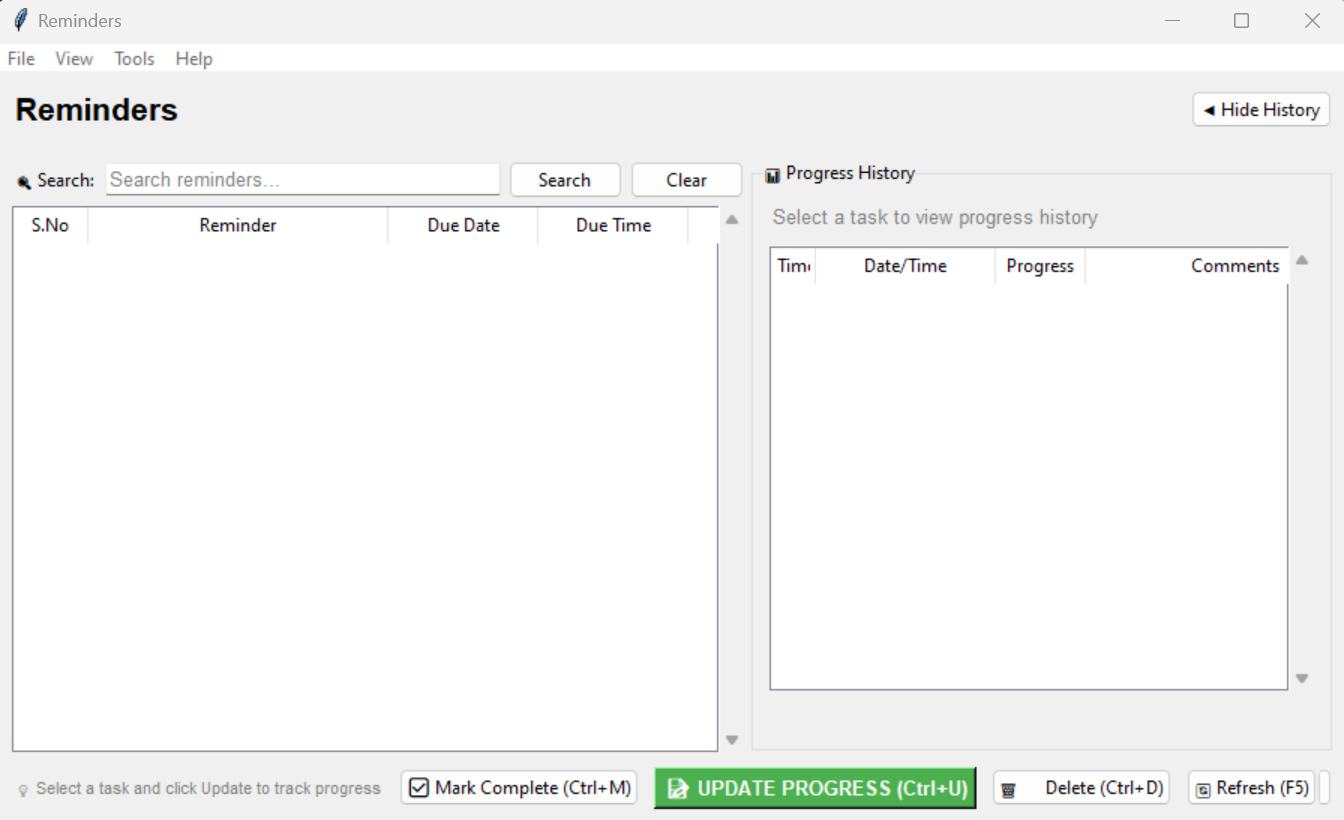 Reminders
File View Tools Help
Reminders
◄ Hide History
Search: Search reminders... Search Clear
S.No Reminder Due Date Due Time
Progress History
Select a task to view progress history
Date/Time Progress Comments
Select a task and click Update to track progress Mark Complete (Ctrl+M) UPDATE PROGRESS (Ctrl+U) Delete (Ctrl+D) Refresh (F5)